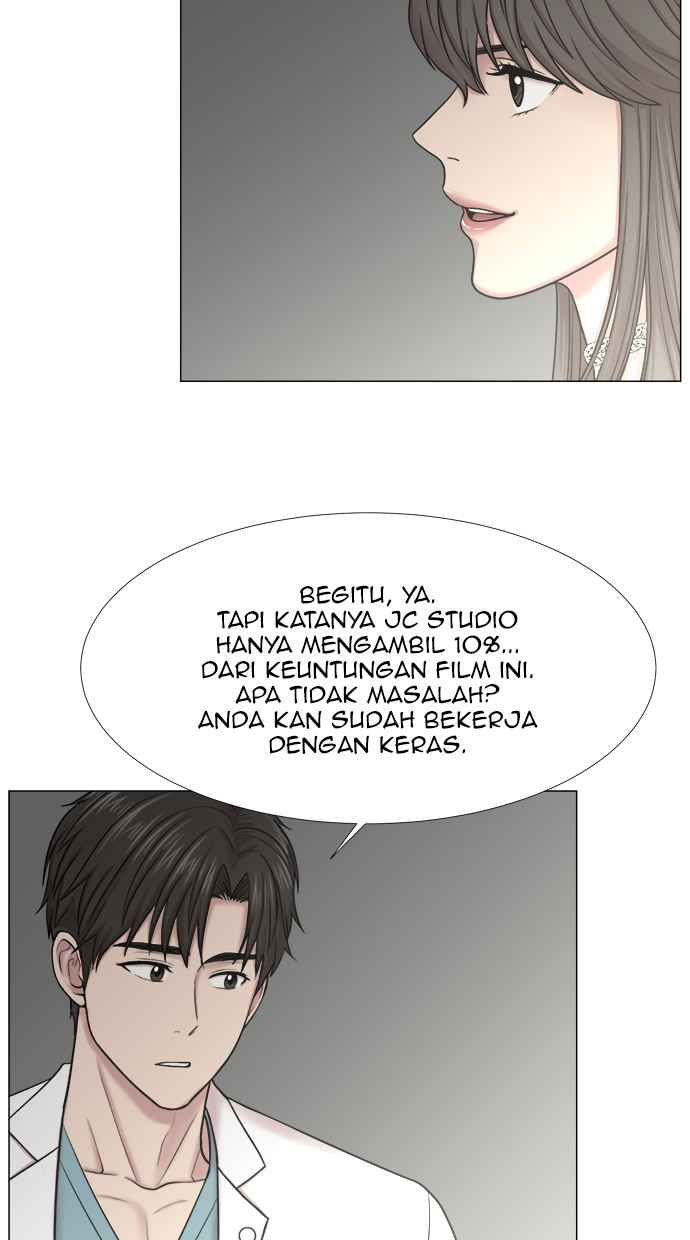 BEGITU, YA.
TAPI KATANYA JC STUDIO
HANYA MENGAMBIL 10%...
DARI KEUNTUNGAN FILM INI.
APA TIDAK MASALAH?
ANDA KAN SUDAH BEKERJA
DENGAN KERAS.